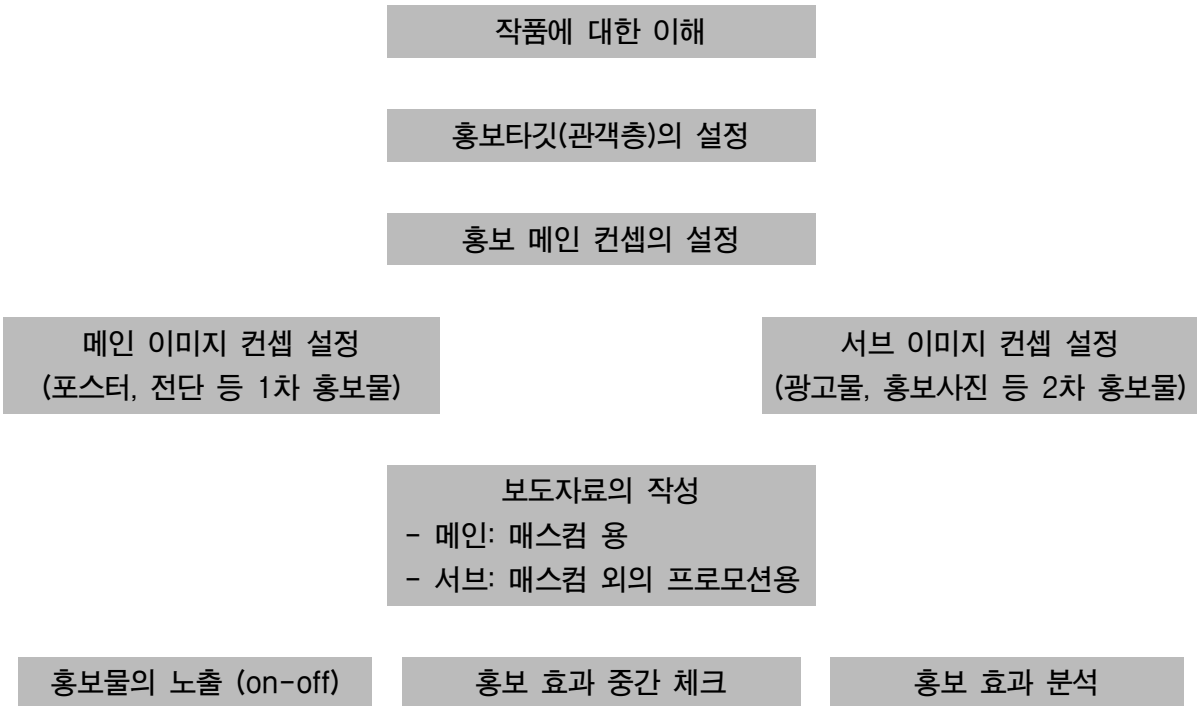 작품에 대한 이해
홍보타깃(관객층)의 설정
홍보 메인 컨셉의 설정
메인 이미지 컨셉 설정
(포스터, 전단 등 1차 홍보물)
서브 이미지 컨셉 설정
(광고물, 홍보사진 등 2차 홍보물)
보도자료의 작성
- 메인: 매스컴 용
- 서브: 매스컴 외의 프로모션용
홍보물의 노출 (on-off)
홍보 효과 중간 체크
홍보 효과 분석